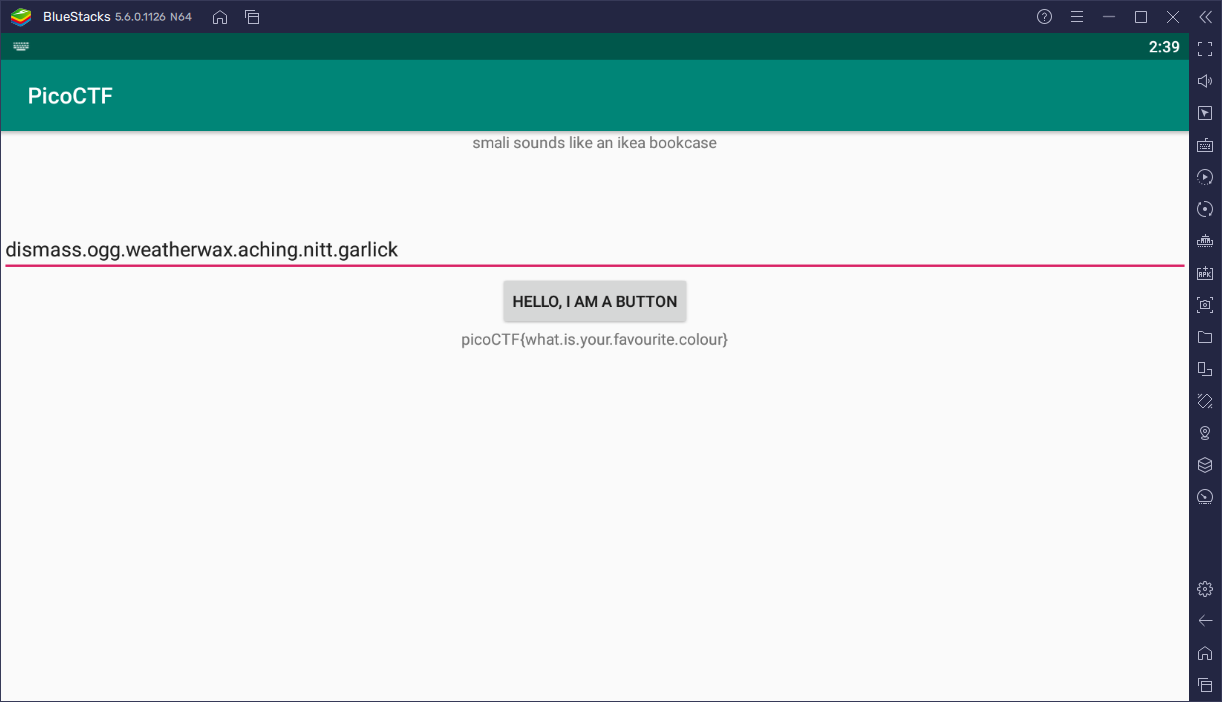 BlueStacks 5.6.0.1126 N64
2:39
PicoCTF
smali sounds like an ikea bookcase
dismass.ogg.weatherwax.aching.nitt.garlick
HELLO, I AM A BUTTON
picoCTF{what.is.your.favourite.colour}
APK